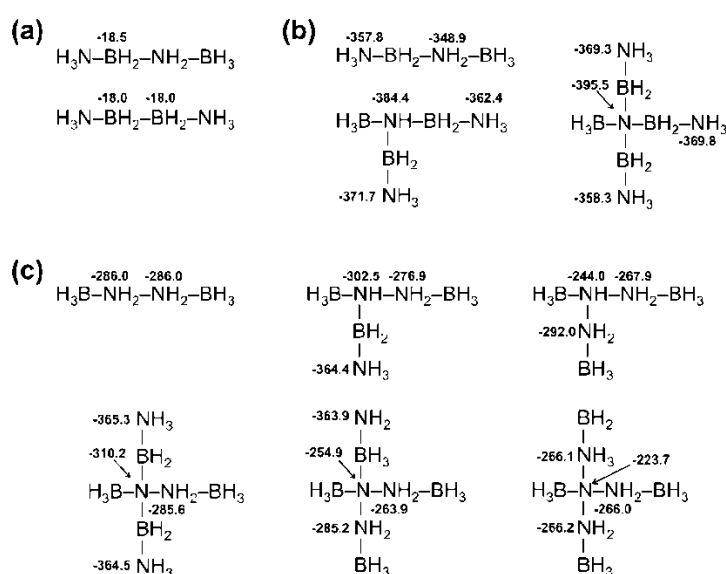 (a)
-18.5
H₃N–BH₂–NH₂–BH₃
-18.0 -18.0
H₃N–BH₂–BH₂–NH₃
(b)
-357.8 -348.9
H₃N–BH₂–NH₂–BH₃
-384.4 -362.4
H₃B–NH–BH₂–NH₃
BH₂
-371.7 NH₃
-369.3 NH₃
BH₂
-395.5
H₃B–N–BH₂–NH₃
-369.8
BH₂
-358.3 NH₃
(c)
-286.0 -286.0
H₃B–NH₂–NH₂–BH₃
-302.5 -276.9
H₃B–NH–NH₂–BH₃
BH₂
-364.4 NH₃
-244.0 -267.9
H₃B–NH–NH₂–BH₃
-292.0 NH₂
BH₃
-365.3 NH₃
BH₂
-310.2
H₃B–N–NH₂–BH₃
-285.6
BH₂
-364.5 NH₃
-363.9 NH₂
BH₃
-254.9
H₃B–N–NH₂–BH₃
-263.9
-285.2 NH₂
BH₃
BH₂
-266.1 NH₃
-223.7
H₃B–N–NH₂–BH₃
-266.0
-266.2 NH₂
BH₃